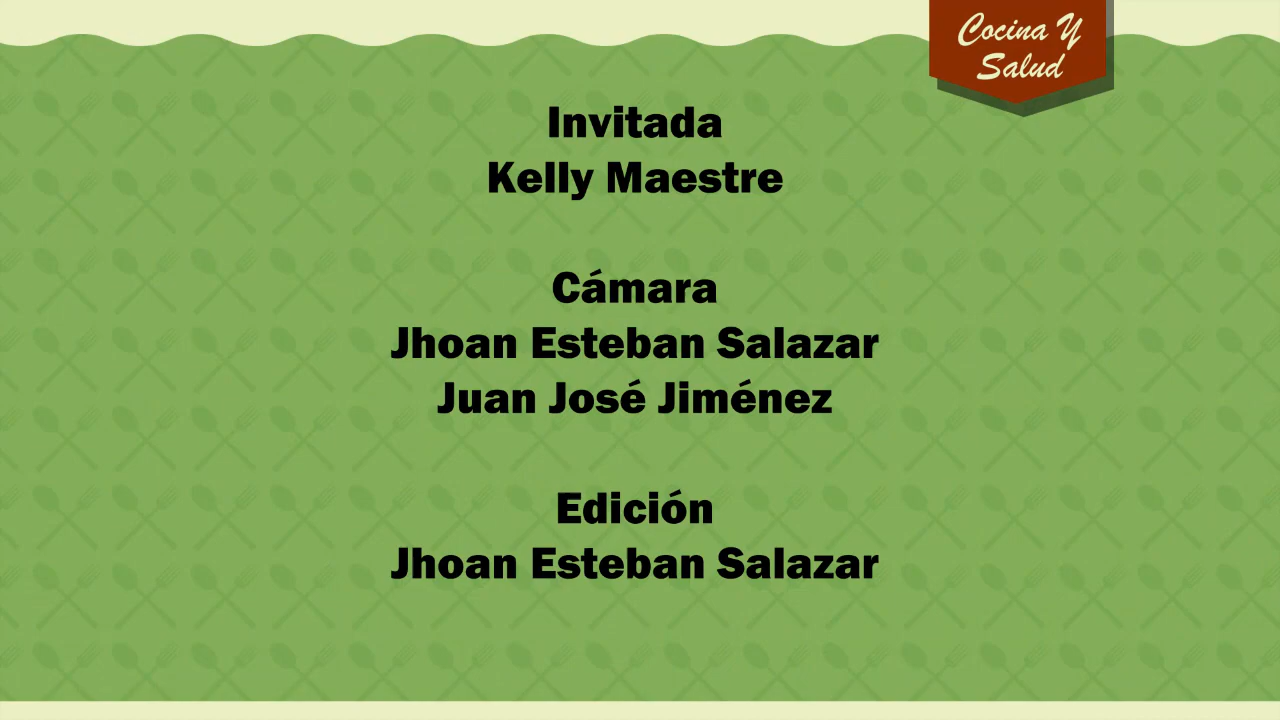 Cocina Y
Salud
Invitada
Kelly Maestre
Cámara
Jhoan Esteban Salazar
Juan José Jiménez
Edición
Jhoan Esteban Salazar